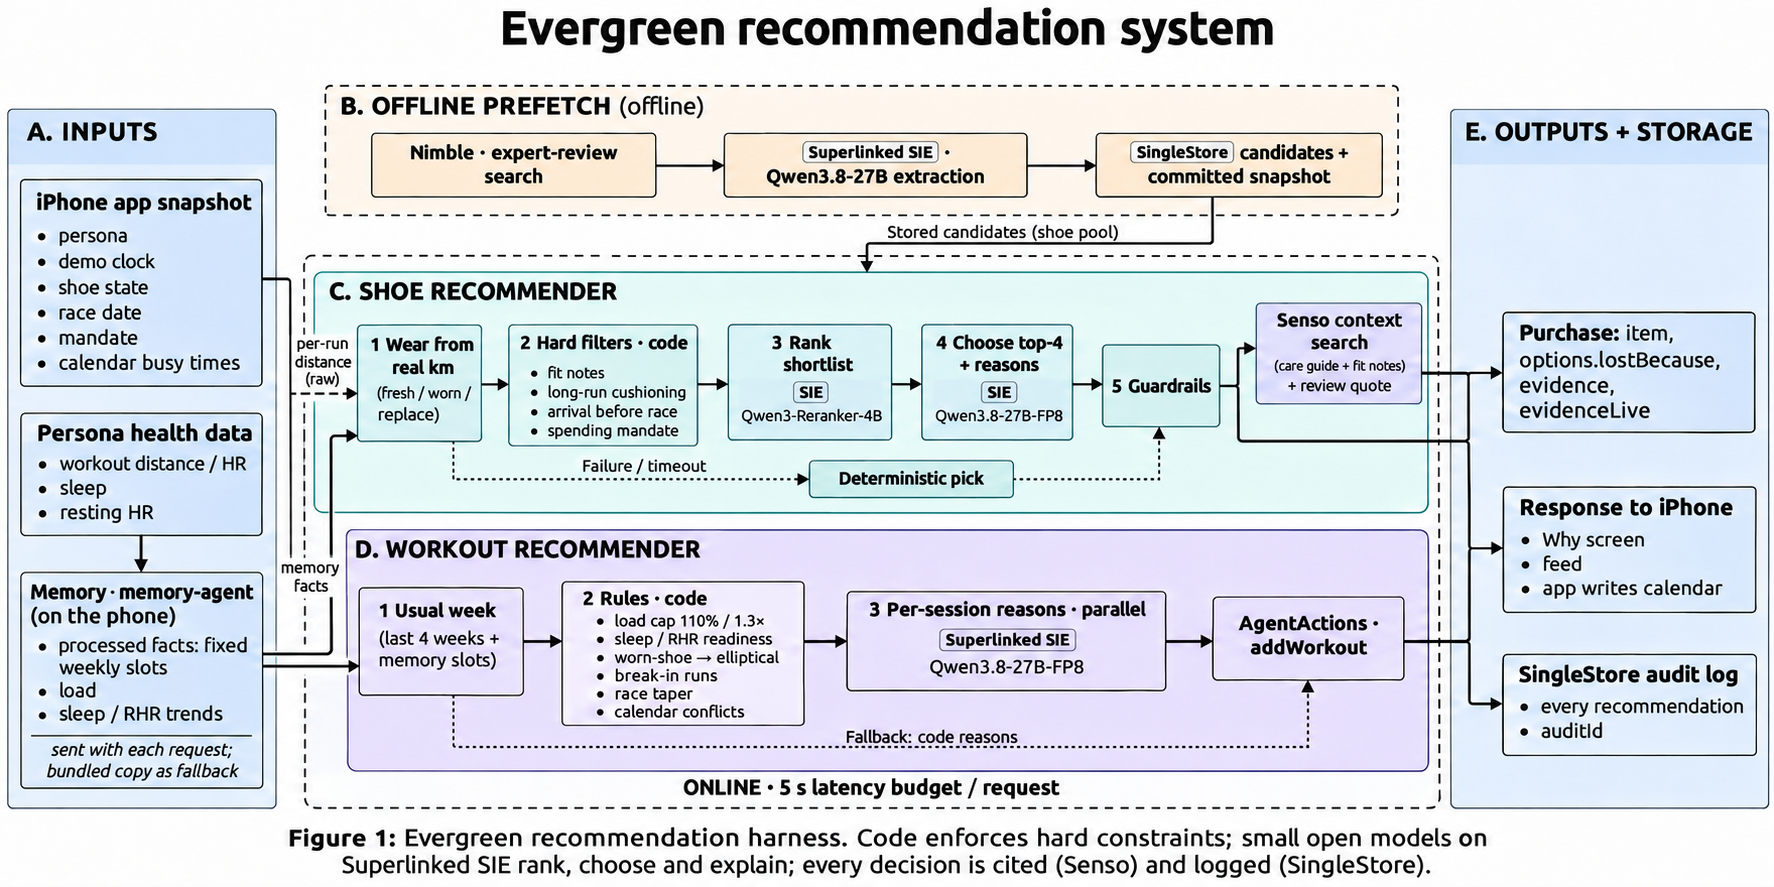 Evergreen recommendation system
A. INPUTS
iPhone app snapshot
• persona
• demo clock
• shoe state
• race date
• mandate
• calendar busy times
Persona health data
• workout distance / HR
• sleep
• resting HR
Memory · memory-agent
(on the phone)
• processed facts: fixed
weekly slots
• load
• sleep / RHR trends
sent with each request;
bundled copy as fallback
B. OFFLINE PREFETCH (offline)
Nimble · expert-review
search
Superlinked SIE ·
Qwen3.8-27B extraction
SingleStore candidates +
committed snapshot
Stored candidates (shoe pool)
per-run
distance
(raw)
memory
facts
C. SHOE RECOMMENDER
1 Wear from
real km
(fresh / worn /
replace)
2 Hard filters · code
• fit notes
• long-run cushioning
• arrival before race
• spending mandate
3 Rank
shortlist
SIE
Qwen3-Reranker-4B
4 Choose top-4
+ reasons
SIE
Qwen3.8-27B-FP8
5 Guardrails
Senso context
search
(care guide + fit notes)
+ review quote
Failure / timeout
Deterministic pick
D. WORKOUT RECOMMENDER
1 Usual week
(last 4 weeks +
memory slots)
2 Rules · code
• load cap 110% / 1.3×
• sleep / RHR readiness
• worn-shoe → elliptical
• break-in runs
• race taper
• calendar conflicts
3 Per-session reasons · parallel
Superlinked SIE
Qwen3.8-27B-FP8
AgentActions ·
addWorkout
Fallback: code reasons
ONLINE · 5 s latency budget / request
E. OUTPUTS + STORAGE
Purchase: item,
options.lostBecause,
evidence,
evidenceLive
Response to iPhone
• Why screen
• feed
• app writes calendar
SingleStore audit log
• every recommendation
• auditId
Figure 1: Evergreen recommendation harness. Code enforces hard constraints; small open models on
Superlinked SIE rank, choose and explain; every decision is cited (Senso) and logged (SingleStore).